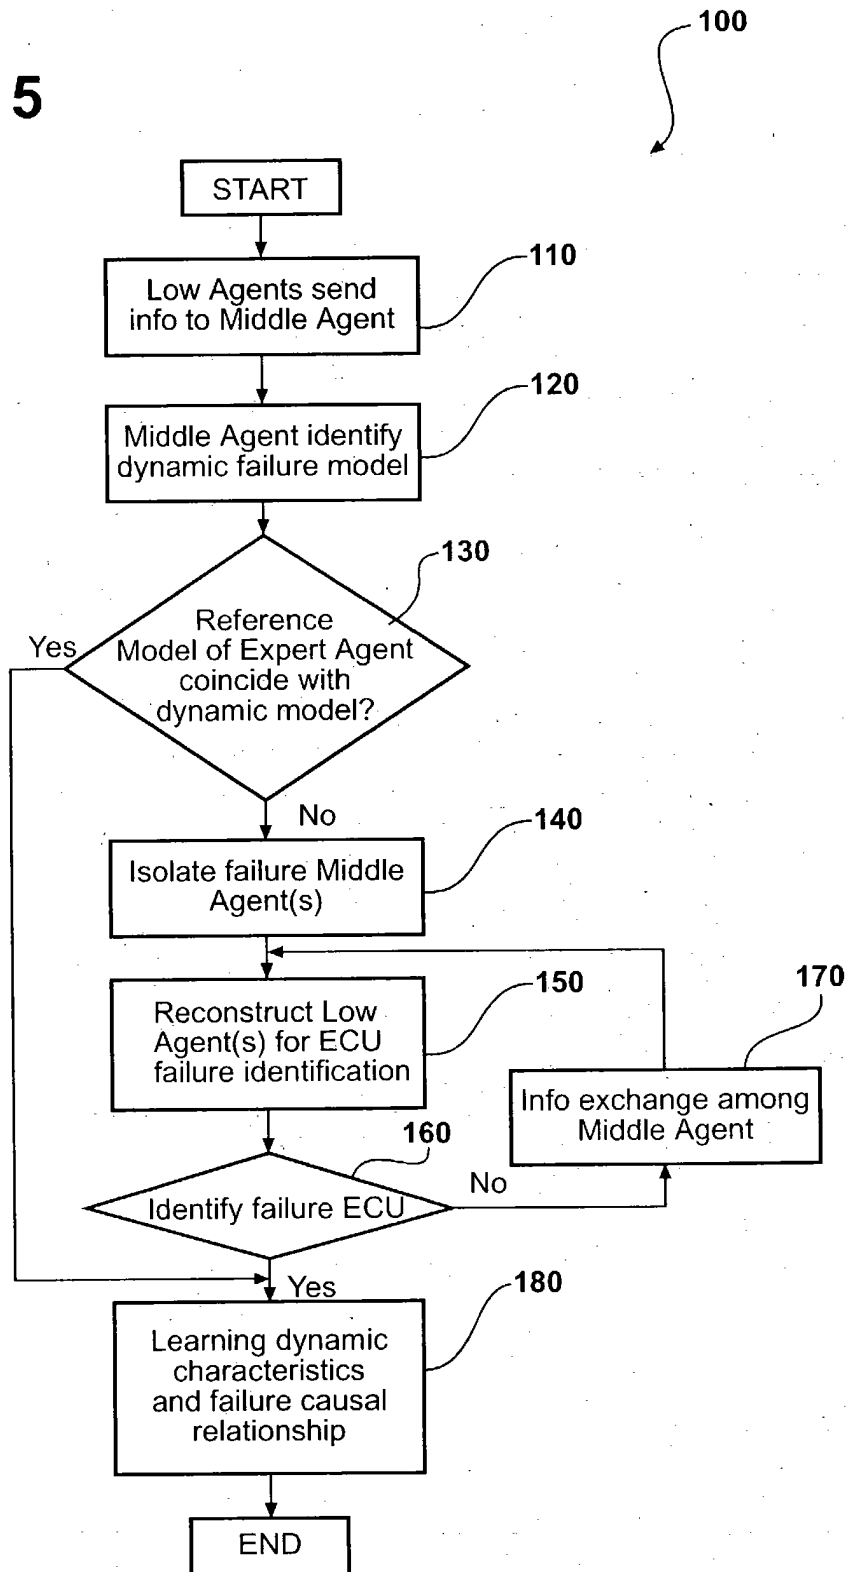 100
5
START
110
Low Agents send
info to Middle Agent
120
Middle Agent identify
dynamic failure model
130
Yes
Reference
Model of Expert Agent
coincide with
dynamic model?
No
140
Isolate failure Middle
Agent(s)
150
170
Reconstruct Low
Agent(s) for ECU
failure identification
Info exchange among
Middle Agent
160
No
Identify failure ECU
Yes
180
Learning dynamic
characteristics
and failure causal
relationship
END